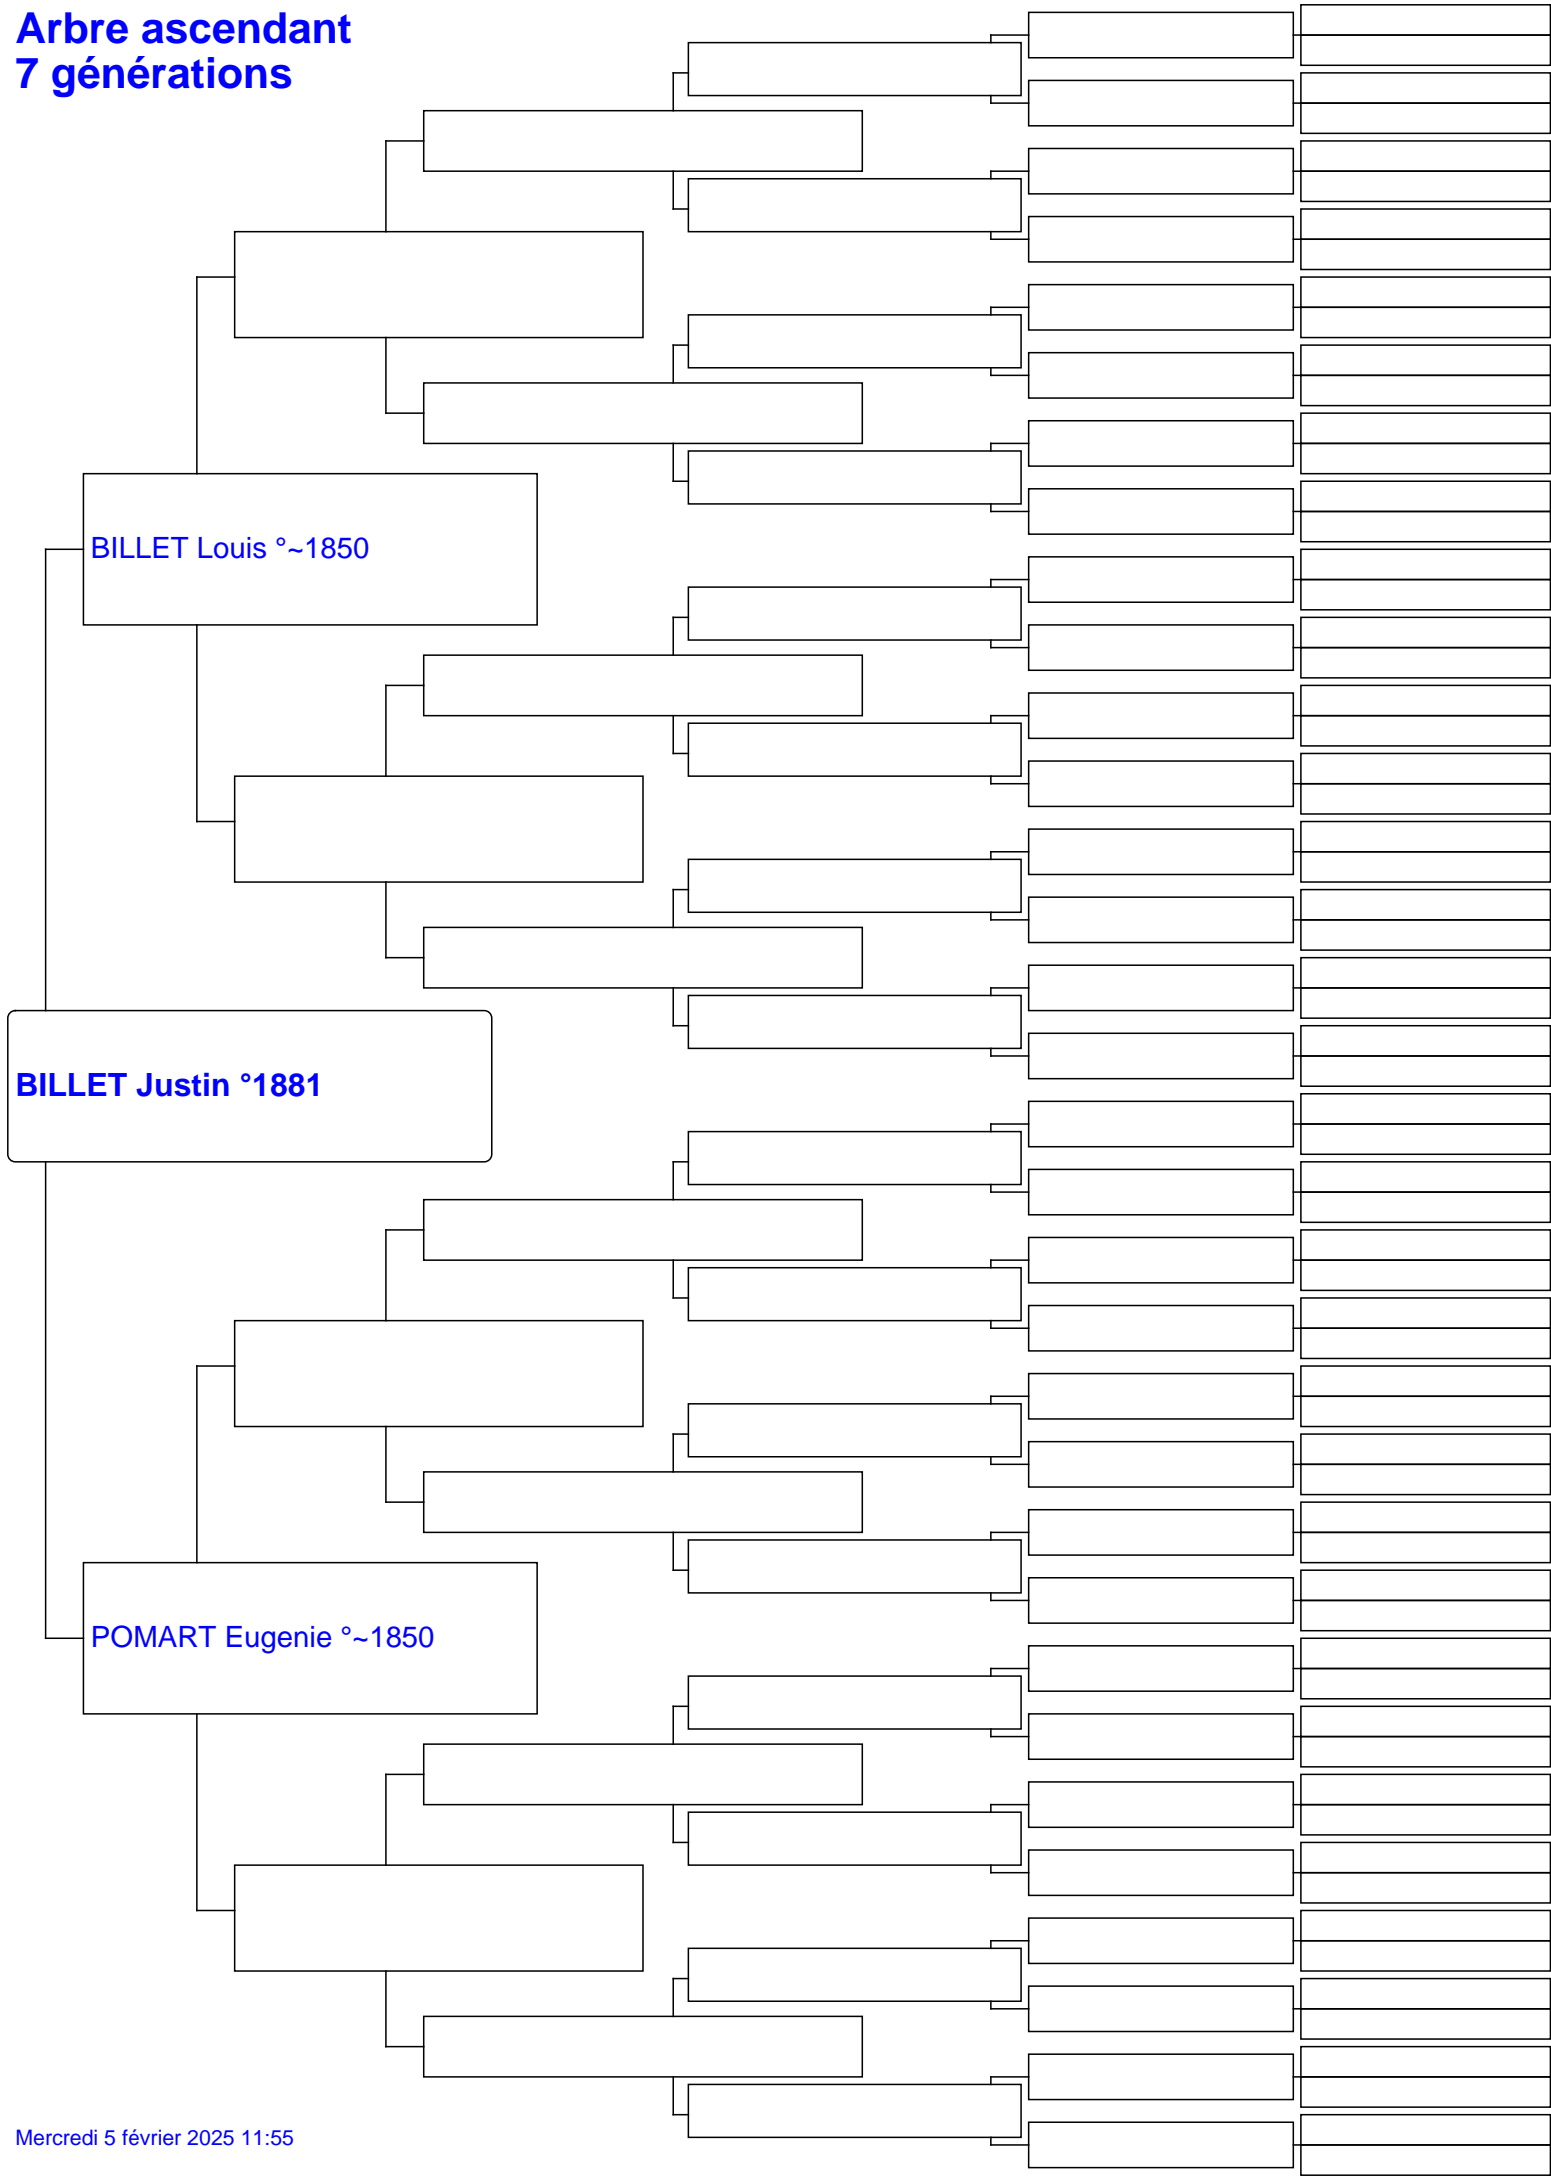 Arbre ascendant
7 générations
BILLET Louis °~1850
BILLET Justin °1881
POMART Eugenie °~1850
Mercredi 5 février 2025 11:55